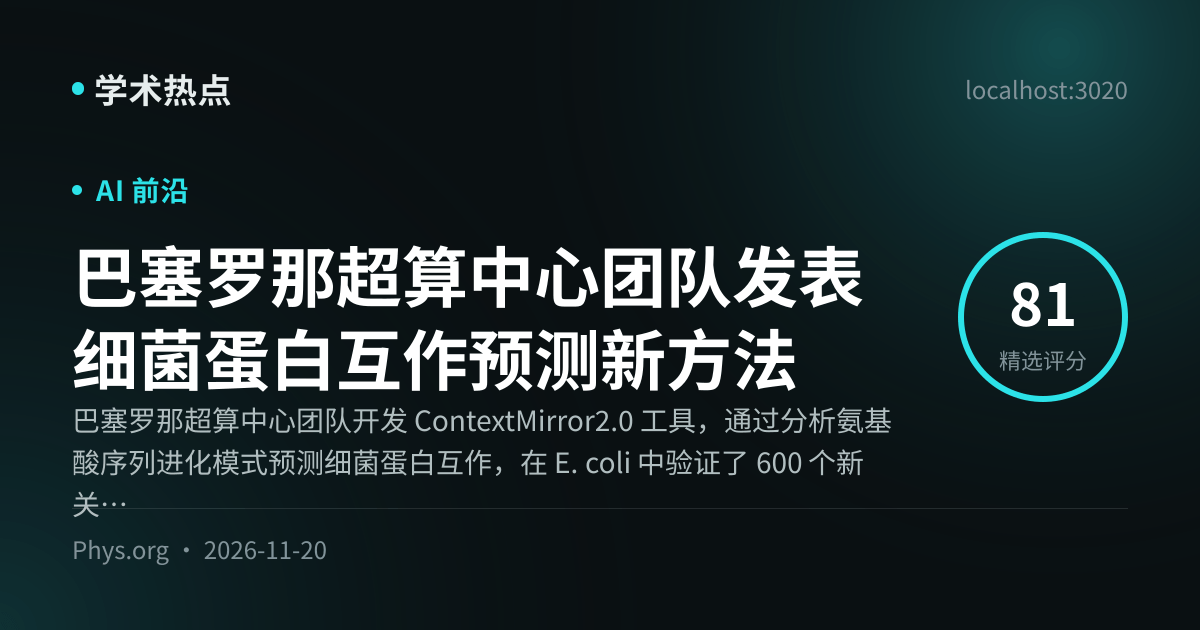 学术热点
localhost:3020
AI 前沿
巴塞罗那超算中心团队发表
细菌蛋白互作预测新方法
81
精选评分
巴塞罗那超算中心团队开发 ContextMirror2.0 工具，通过分析氨基
酸序列进化模式预测细菌蛋白互作，在 E. coli 中验证了 600 个新
关…
Phys.org · 2026-11-20